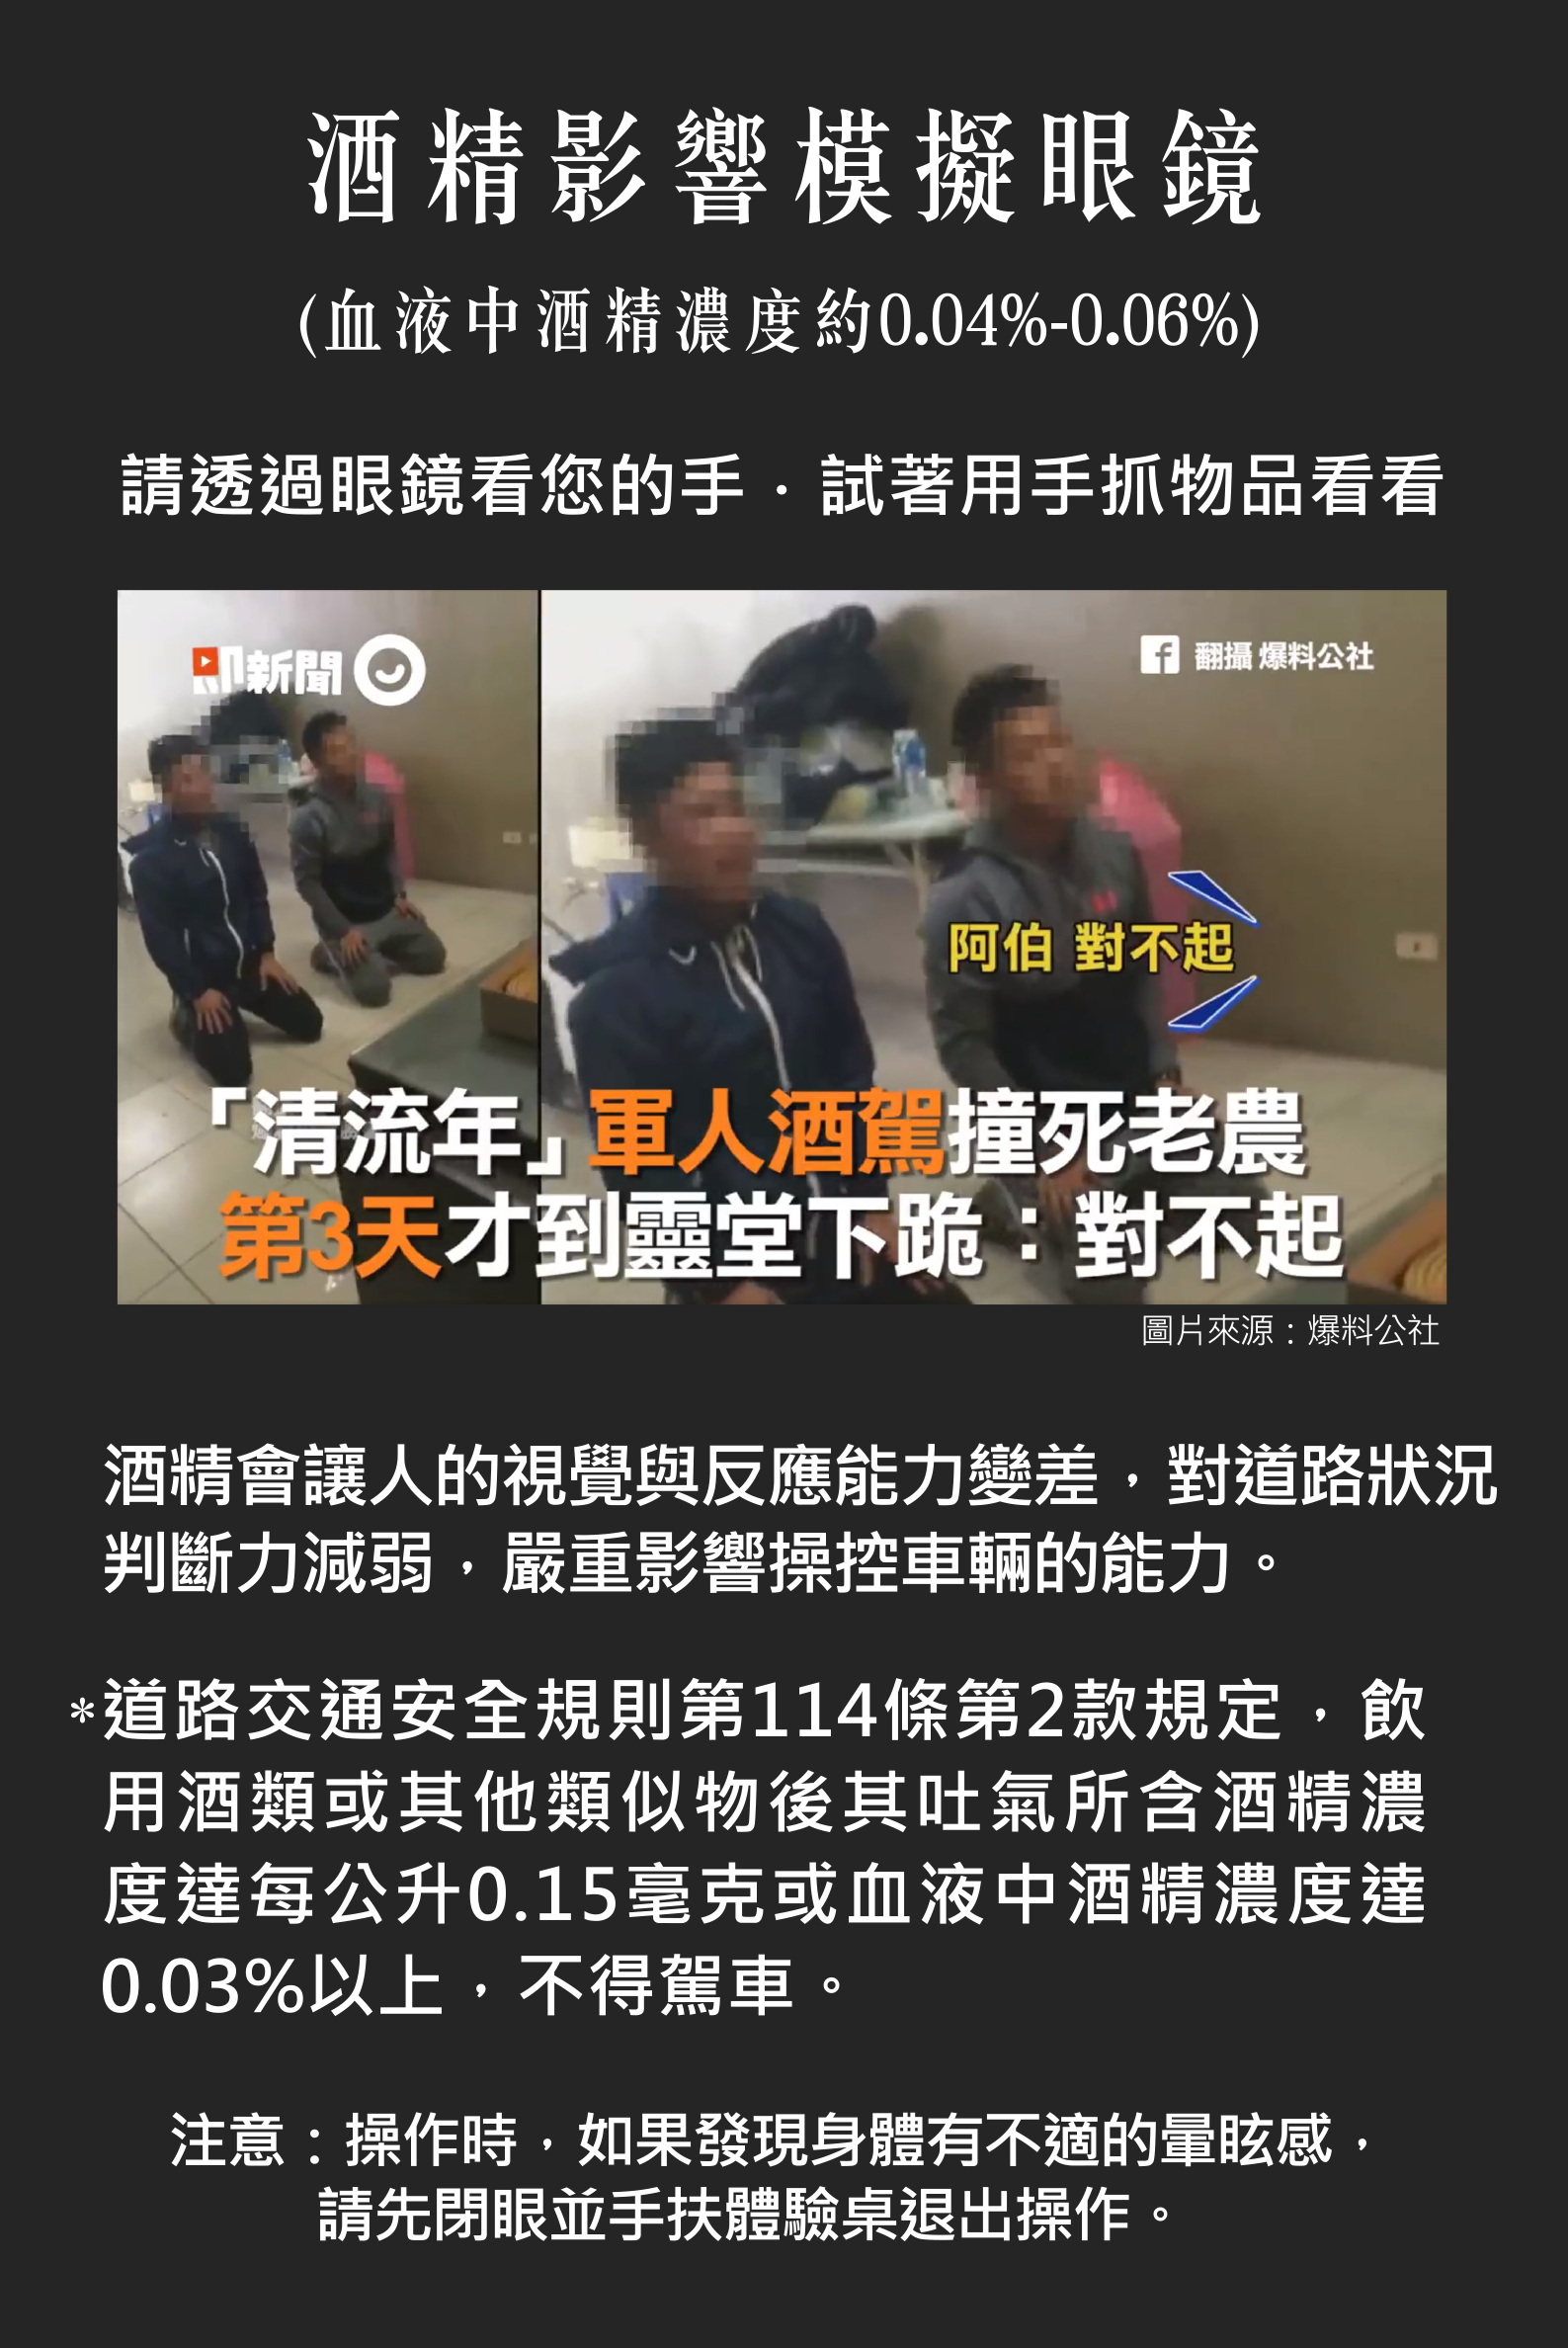 酒精影響模擬眼鏡
(血液中酒精濃度約0.04%-0.06%)
請透過眼鏡看您的手，試著用手抓物品看看
即新聞
翻攝 爆料公社
阿伯 對不起
「清流年」軍人酒駕撞死老農
第3天才到靈堂下跪：對不起
圖片來源：爆料公社
酒精會讓人的視覺與反應能力變差，對道路狀況
判斷力減弱，嚴重影響操控車輛的能力。
*道路交通安全規則第114條第2款規定，飲
用酒類或其他類似物後其吐氣所含酒精濃
度達每公升0.15毫克或血液中酒精濃度達
0.03%以上，不得駕車。
注意：操作時，如果發現身體有不適的暈眩感，
請先閉眼並手扶體驗桌退出操作。